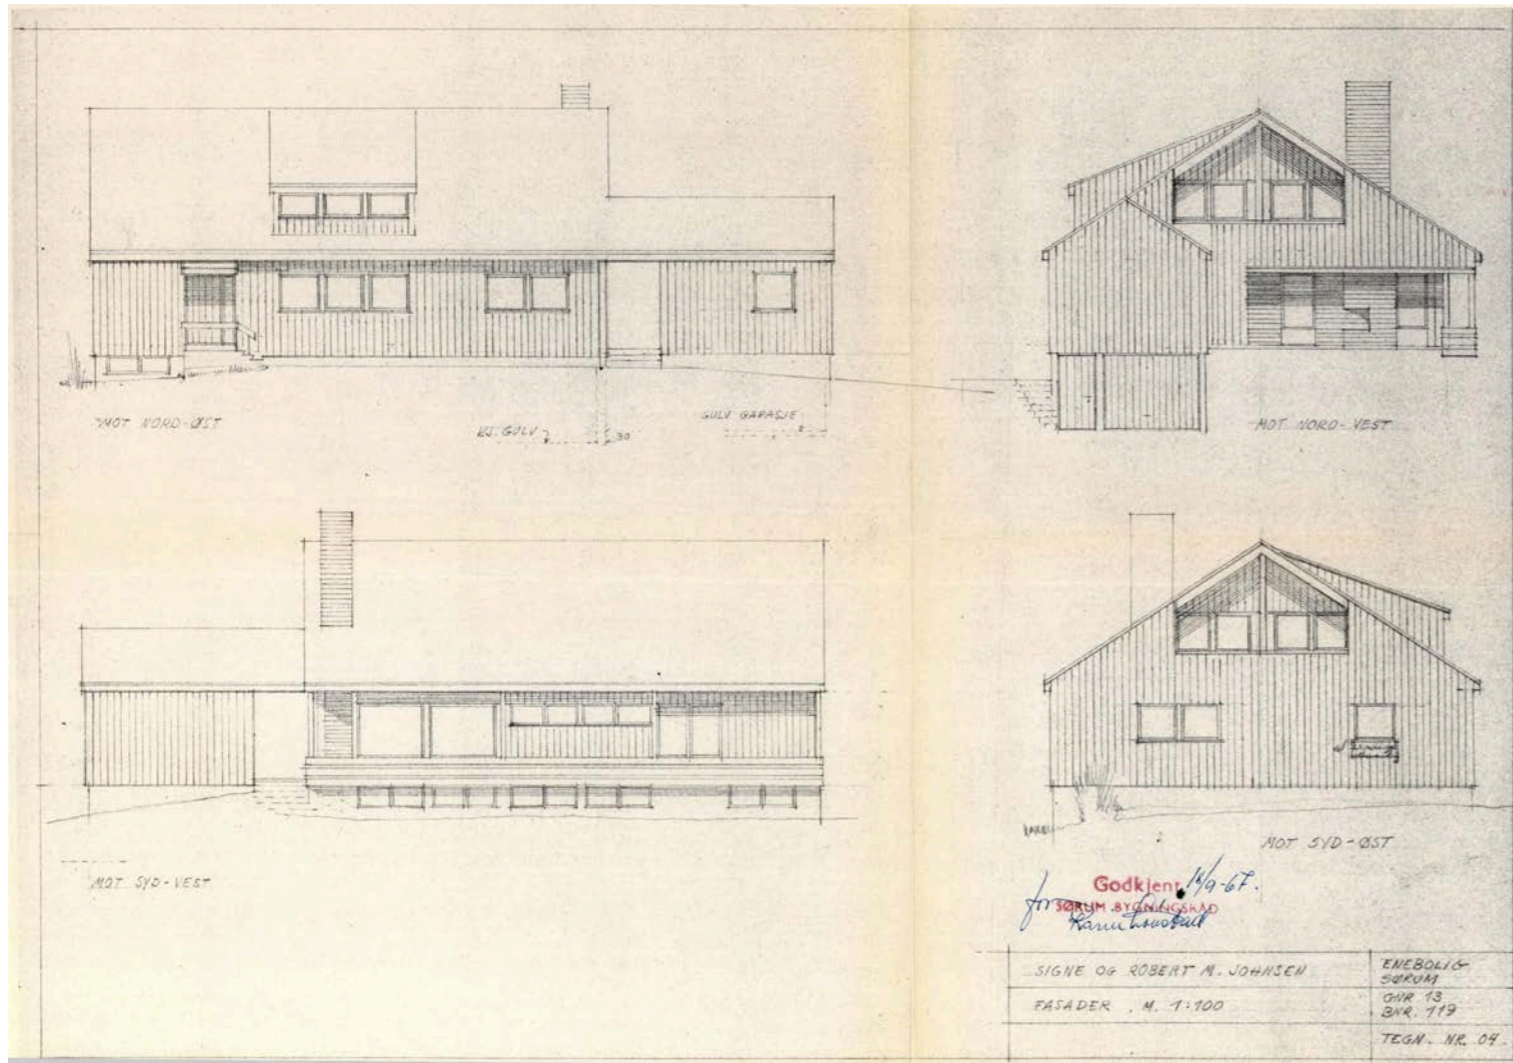 MOT NORD-ØST
KJ. GULV
30
GULV GARASJE
MOT NORD-VEST
MOT SYD-VEST
MOT SYD-ØST
Godkjent 14/9-67.
for SØRUM BYGNINGSRÅD
SIGNE OG ROBERT M. JOHNSEN
ENEBOLIG
SØRUM
FASADER . M. 1:100
GNR 13
BNR. 119
TEGN. NR. 04.